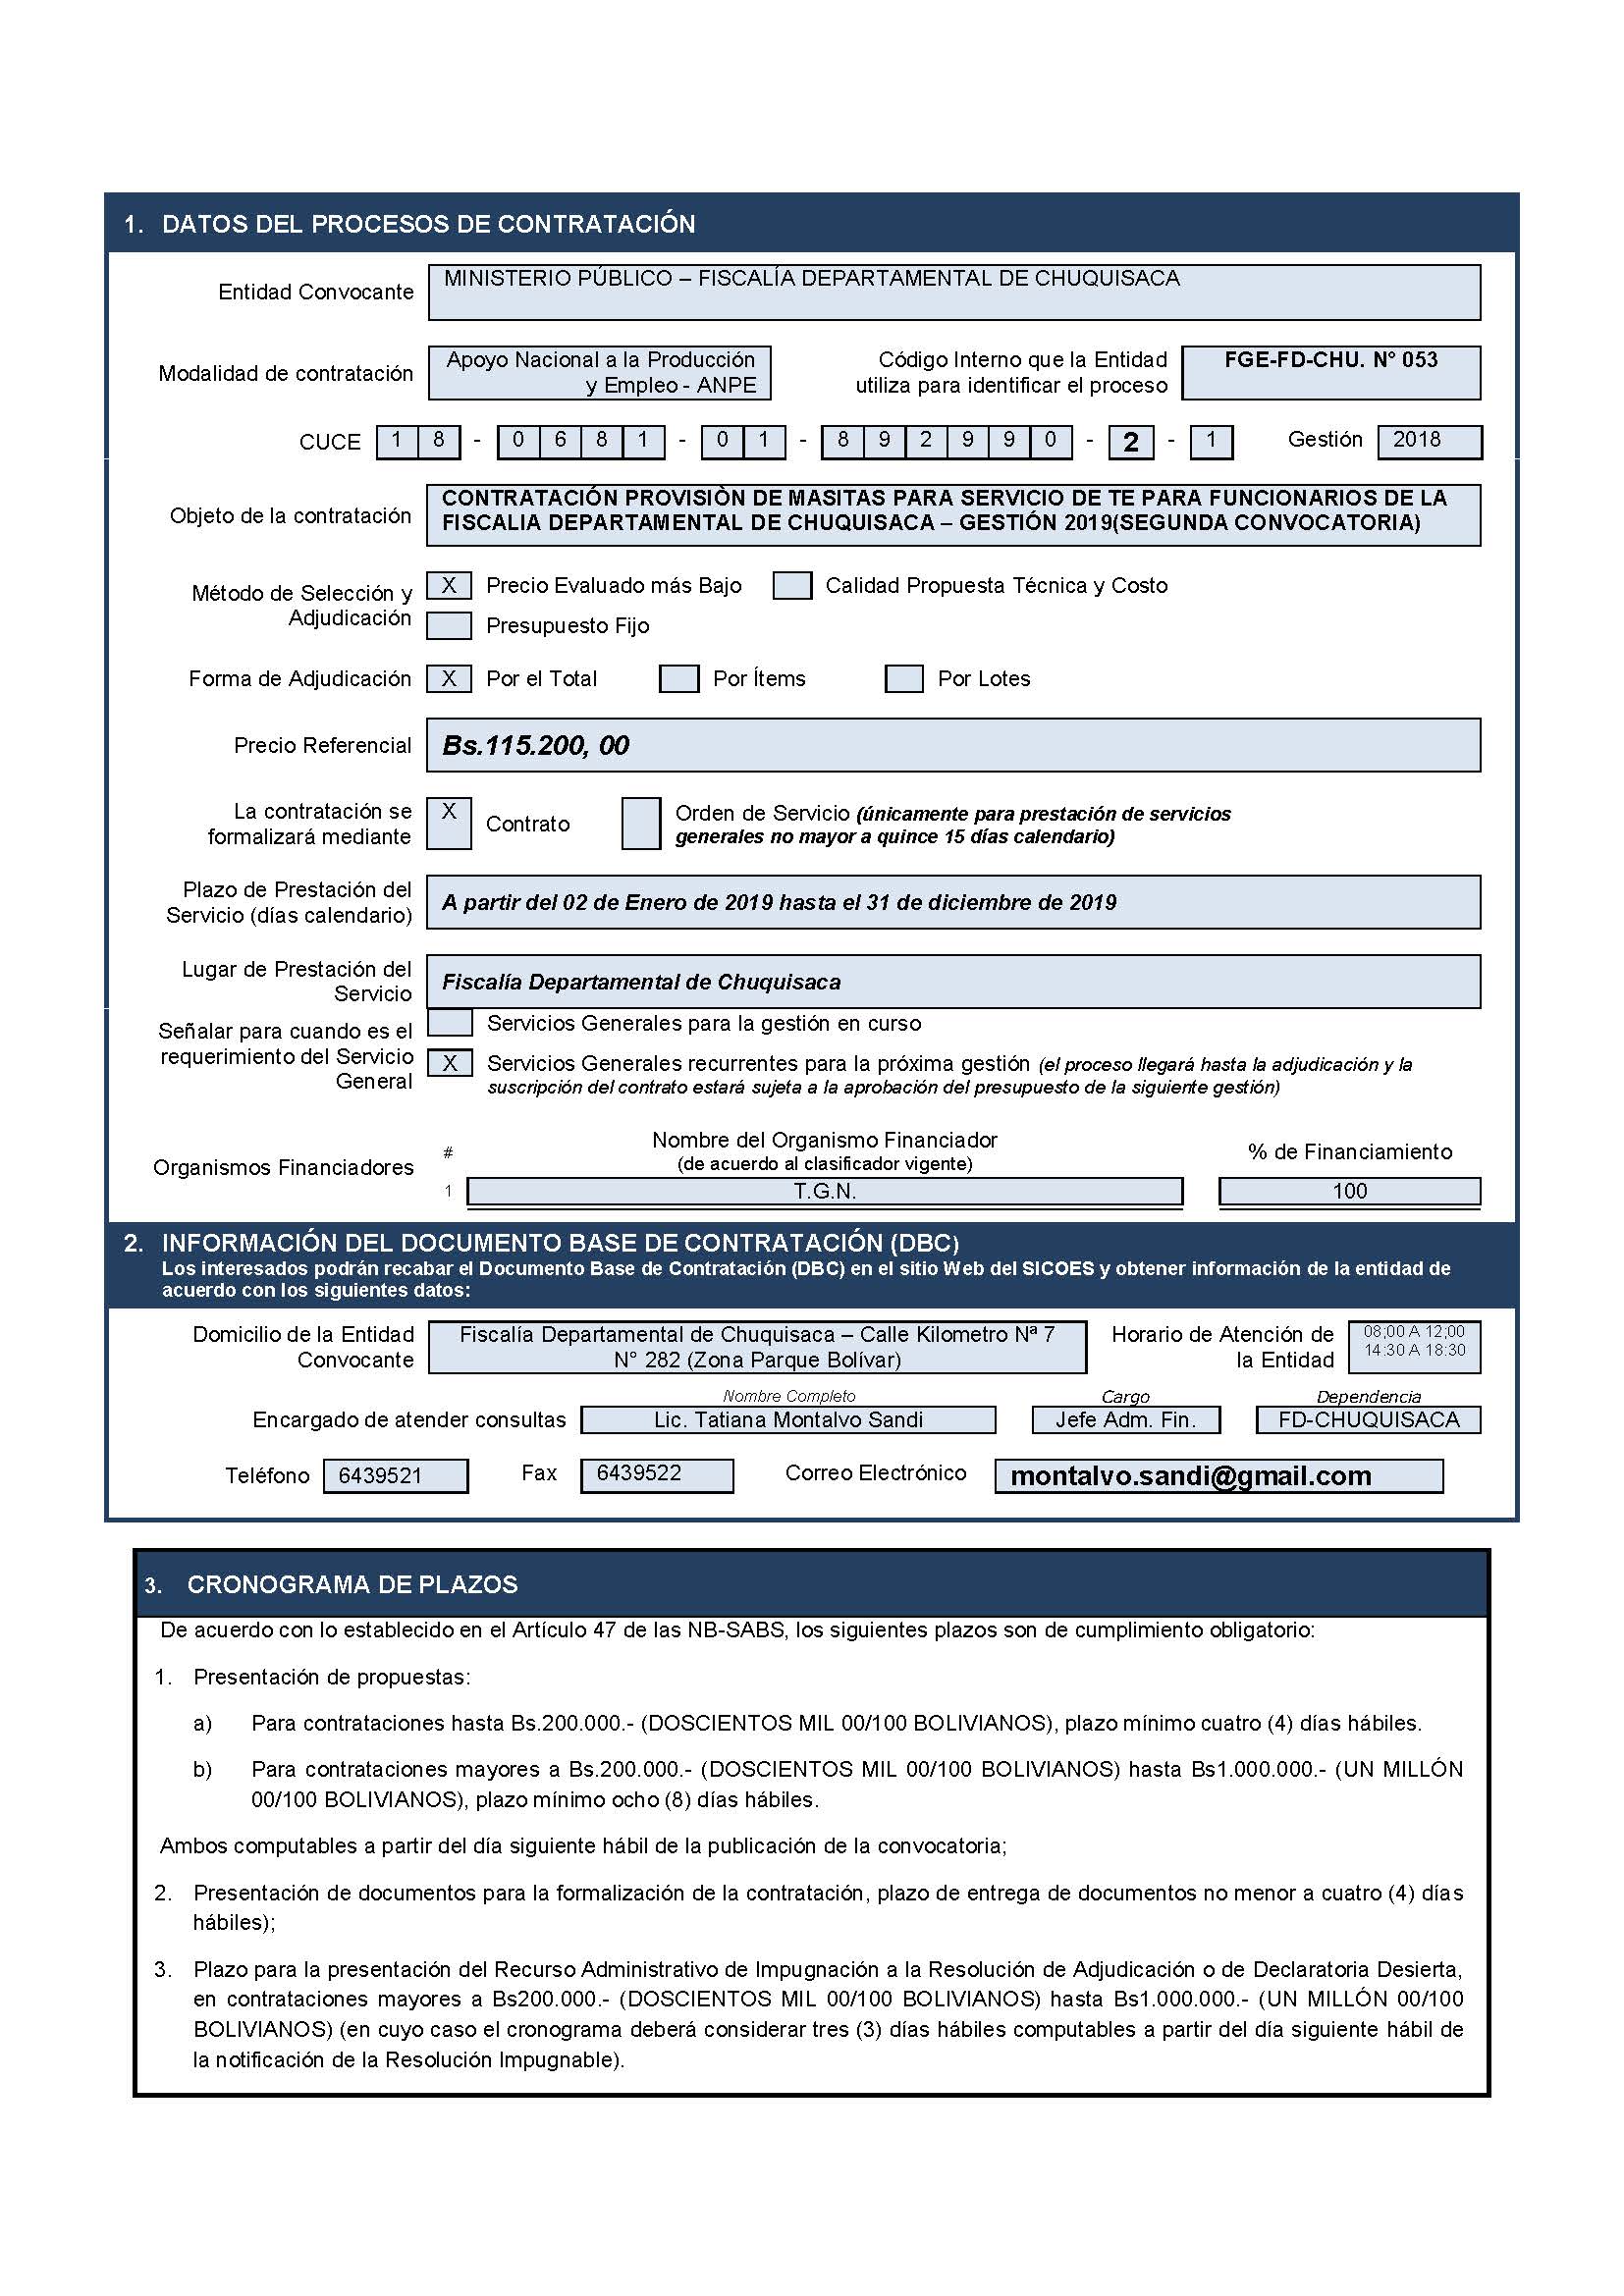 1. DATOS DEL PROCESOS DE CONTRATACIÓN
Entidad Convocante
MINISTERIO PÚBLICO – FISCALÍA DEPARTAMENTAL DE CHUQUISACA
Modalidad de contratación
Apoyo Nacional a la Producción
y Empleo - ANPE
Código Interno que la Entidad
utiliza para identificar el proceso
FGE-FD-CHU. N° 053
CUCE 1 8 - 0 6 8 1 - 0 1 - 8 9 2 9 9 0 - 2 - 1 Gestión 2018
Objeto de la contratación
CONTRATACIÓN PROVISIÒN DE MASITAS PARA SERVICIO DE TE PARA FUNCIONARIOS DE LA
FISCALIA DEPARTAMENTAL DE CHUQUISACA – GESTIÓN 2019(SEGUNDA CONVOCATORIA)
Método de Selección y
Adjudicación
X Precio Evaluado más Bajo Calidad Propuesta Técnica y Costo
Presupuesto Fijo
Forma de Adjudicación X Por el Total Por Ítems Por Lotes
Precio Referencial Bs.115.200, 00
La contratación se
formalizará mediante
X Contrato
Orden de Servicio (únicamente para prestación de servicios
generales no mayor a quince 15 días calendario)
Plazo de Prestación del
Servicio (días calendario)
A partir del 02 de Enero de 2019 hasta el 31 de diciembre de 2019
Lugar de Prestación del
Servicio
Fiscalía Departamental de Chuquisaca
Señalar para cuando es el
requerimiento del Servicio
General
Servicios Generales para la gestión en curso
X Servicios Generales recurrentes para la próxima gestión (el proceso llegará hasta la adjudicación y la
suscripción del contrato estará sujeta a la aprobación del presupuesto de la siguiente gestión)
Organismos Financiadores
# Nombre del Organismo Financiador
(de acuerdo al clasificador vigente)
% de Financiamiento
1 T.G.N. 100
2. INFORMACIÓN DEL DOCUMENTO BASE DE CONTRATACIÓN (DBC)
Los interesados podrán recabar el Documento Base de Contratación (DBC) en el sitio Web del SICOES y obtener información de la entidad de
acuerdo con los siguientes datos:
Domicilio de la Entidad
Convocante
Fiscalía Departamental de Chuquisaca – Calle Kilometro Nª 7
N° 282 (Zona Parque Bolívar)
Horario de Atención de
la Entidad
08;00 A 12;00
14:30 A 18:30
Nombre Completo Cargo Dependencia
Encargado de atender consultas Lic. Tatiana Montalvo Sandi Jefe Adm. Fin. FD-CHUQUISACA
Teléfono 6439521 Fax 6439522 Correo Electrónico montalvo.sandi@gmail.com
3. CRONOGRAMA DE PLAZOS
De acuerdo con lo establecido en el Artículo 47 de las NB-SABS, los siguientes plazos son de cumplimiento obligatorio:
1. Presentación de propuestas:
a) Para contrataciones hasta Bs.200.000.- (DOSCIENTOS MIL 00/100 BOLIVIANOS), plazo mínimo cuatro (4) días hábiles.
b) Para contrataciones mayores a Bs.200.000.- (DOSCIENTOS MIL 00/100 BOLIVIANOS) hasta Bs1.000.000.- (UN MILLÓN
00/100 BOLIVIANOS), plazo mínimo ocho (8) días hábiles.
Ambos computables a partir del día siguiente hábil de la publicación de la convocatoria;
2. Presentación de documentos para la formalización de la contratación, plazo de entrega de documentos no menor a cuatro (4) días
hábiles);
3. Plazo para la presentación del Recurso Administrativo de Impugnación a la Resolución de Adjudicación o de Declaratoria Desierta,
en contrataciones mayores a Bs200.000.- (DOSCIENTOS MIL 00/100 BOLIVIANOS) hasta Bs1.000.000.- (UN MILLÓN 00/100
BOLIVIANOS) (en cuyo caso el cronograma deberá considerar tres (3) días hábiles computables a partir del día siguiente hábil de
la notificación de la Resolución Impugnable).